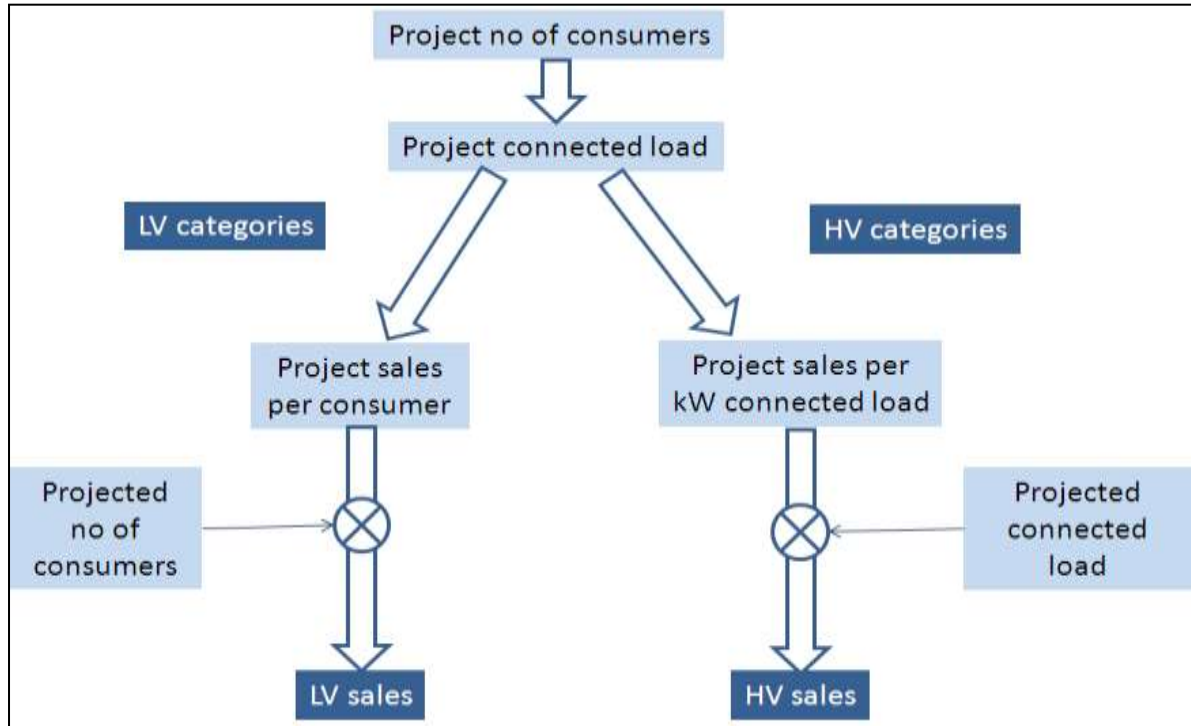 Project no of consumers
Project connected load
LV categories
HV categories
Project sales
per consumer
Project sales per
kW connected load
Projected
no of
consumers
Projected
connected
load
LV sales
HV sales